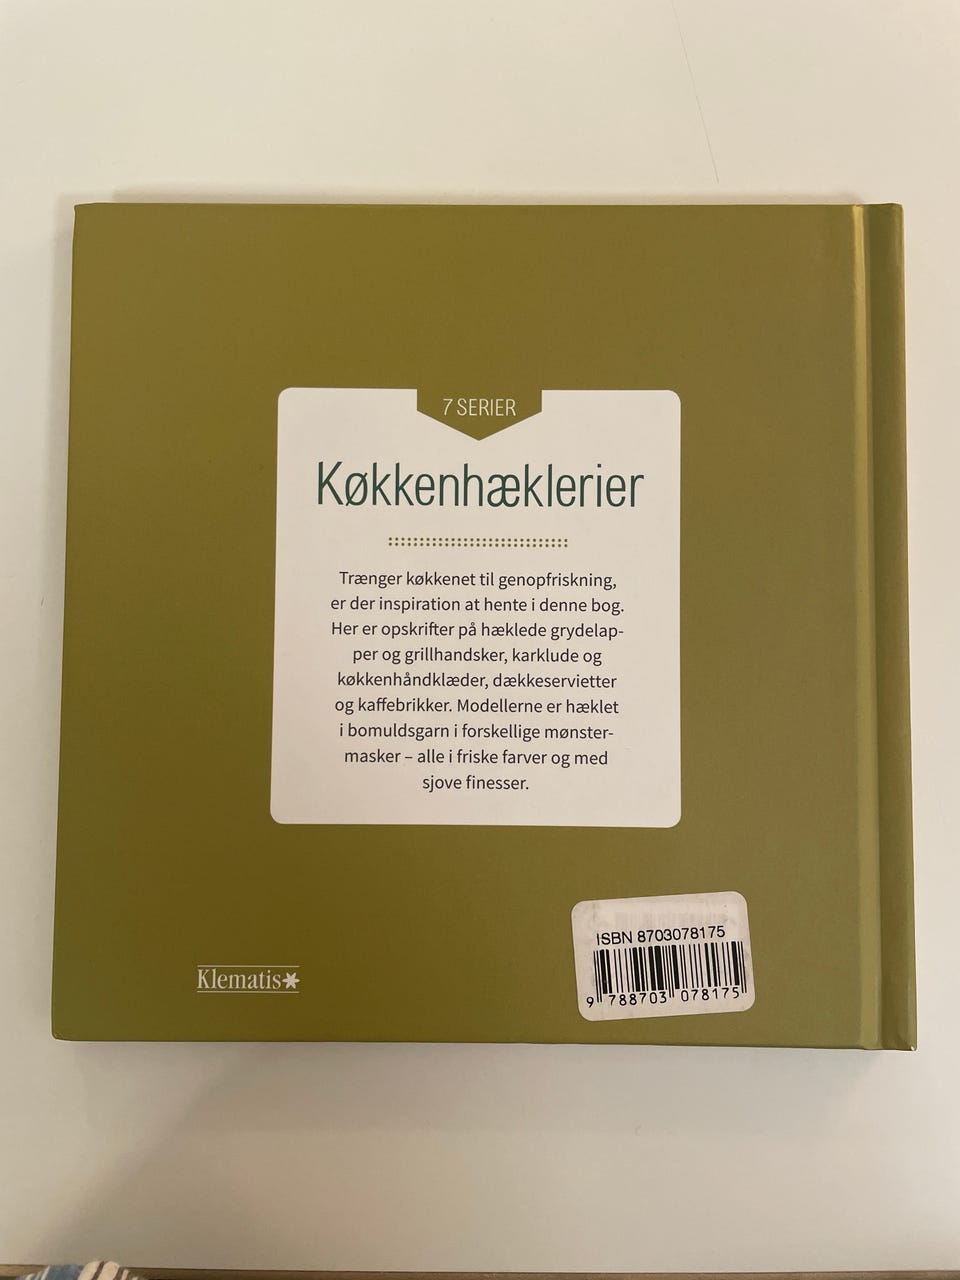 7 SERIER
Køkkenhæklerier
Trænger køkkenet til genopfriskning,
er der inspiration at hente i denne bog.
Her er opskrifter på hæklede grydelap-
per og grillhandsker, karklude og
køkkenhåndklæder, dækkeservietter
og kaffebrikker. Modellerne er hæklet
i bomuldsgarn i forskellige mønster-
masker – alle i friske farver og med
sjove finesser.
ISBN 8703078175
9 788703 078175
Klematis